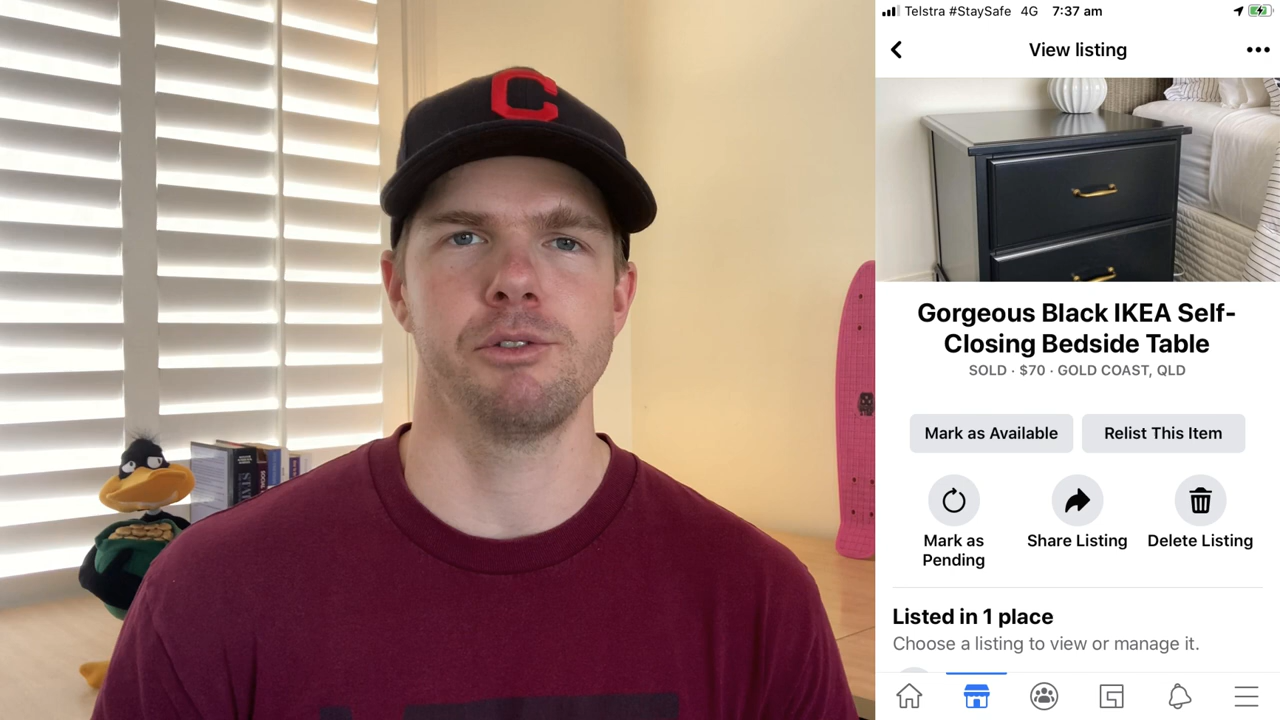 C
Telstra #StaySafe 4G 7:37 am
View listing
Gorgeous Black IKEA Self-
Closing Bedside Table
SOLD · $70 · GOLD COAST, QLD
Mark as Available
Relist This Item
Mark as
Pending
Share Listing
Delete Listing
Listed in 1 place
Choose a listing to view or manage it.